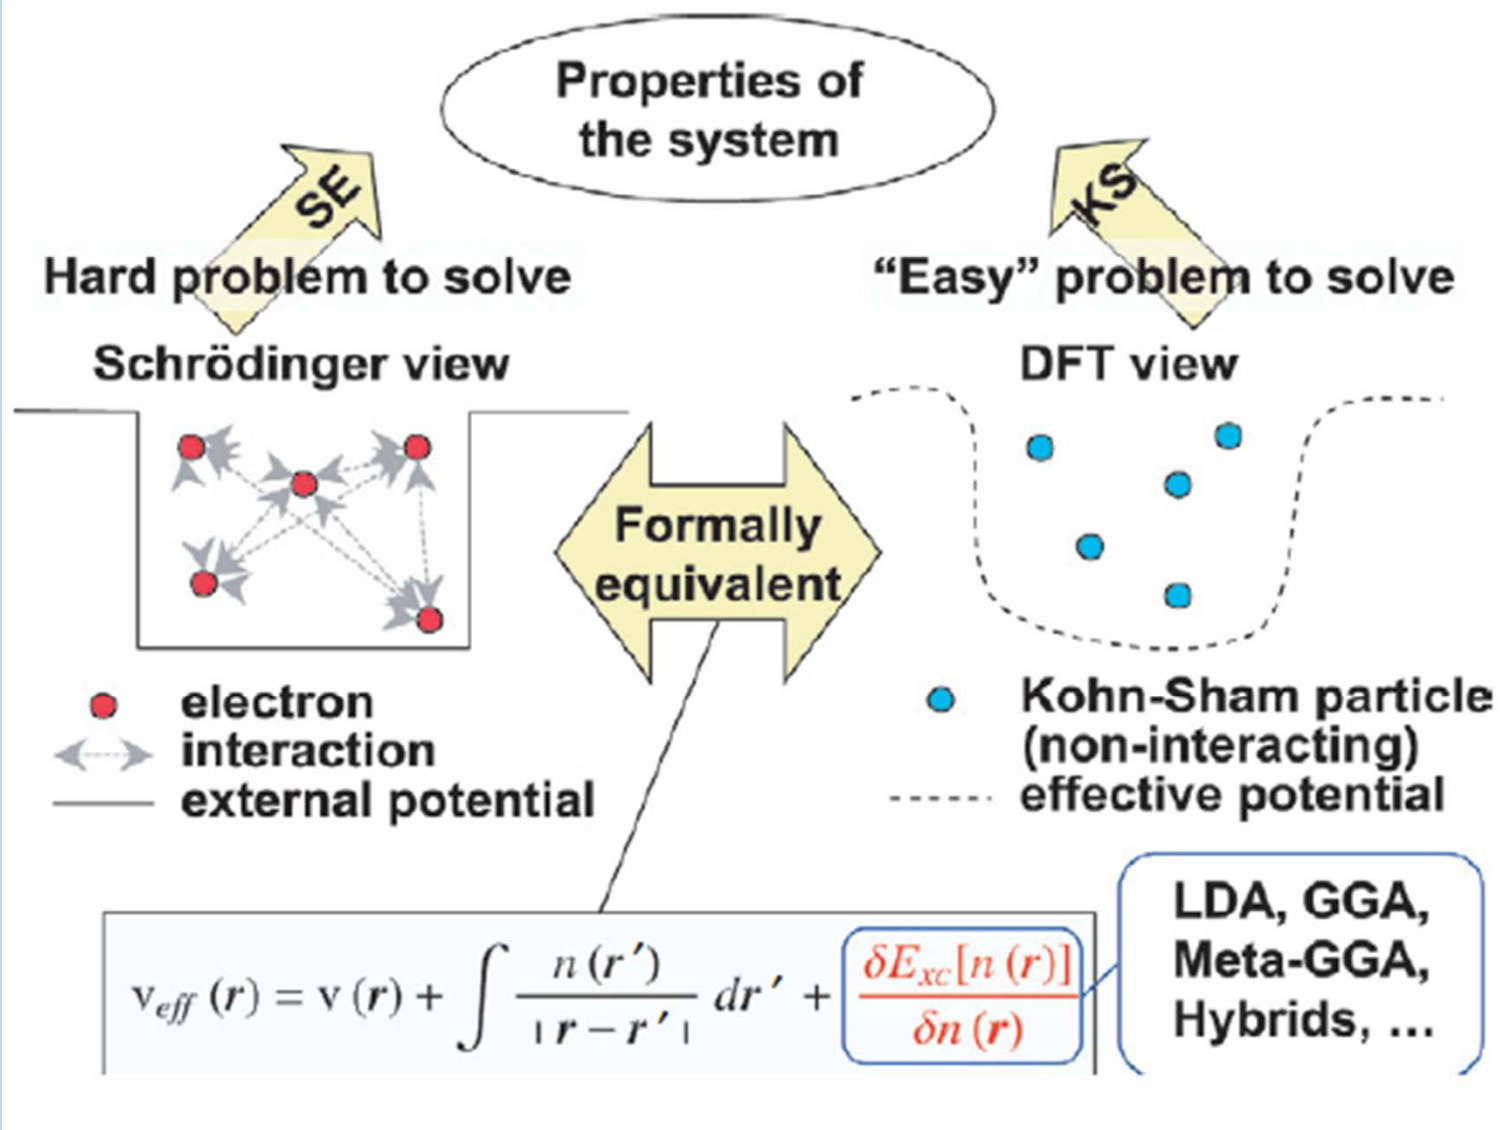 Properties of
the system
SE
KS
Hard problem to solve
“Easy” problem to solve
Schrödinger view
DFT view
Formally
equivalent
electron
interaction
external potential
Kohn-Sham particle
(non-interacting)
effective potential
v_eff (r) = v (r) + ∫ n (r′) / | r − r′ | dr′ + δE_xc[n (r)] / δn (r)
LDA, GGA,
Meta-GGA,
Hybrids, ...